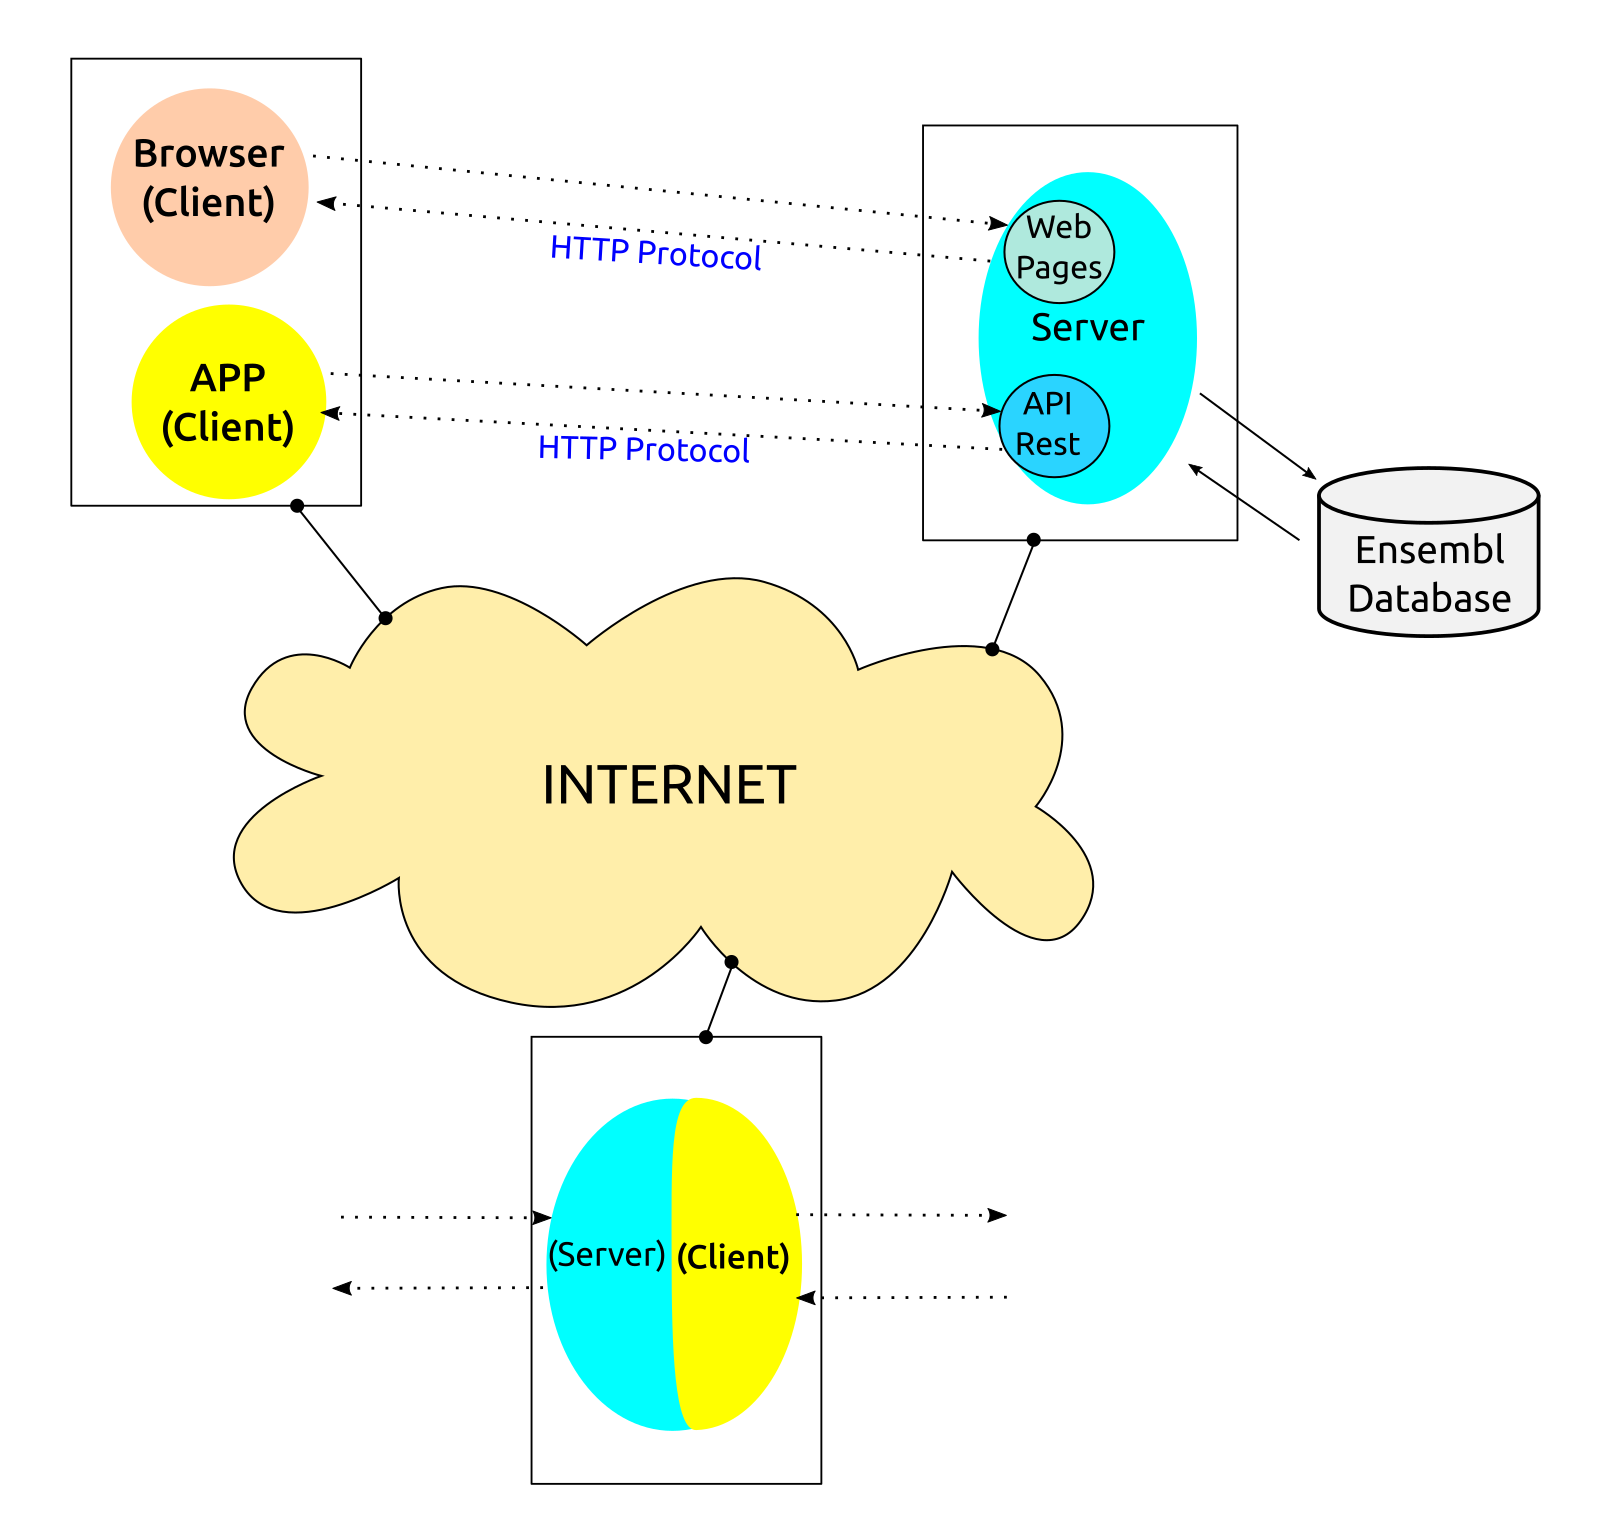 Browser
(Client)
HTTP Protocol
Web
Pages
Server
APP
(Client)
HTTP Protocol
API
Rest
Ensembl
Database
INTERNET
(Server)
(Client)